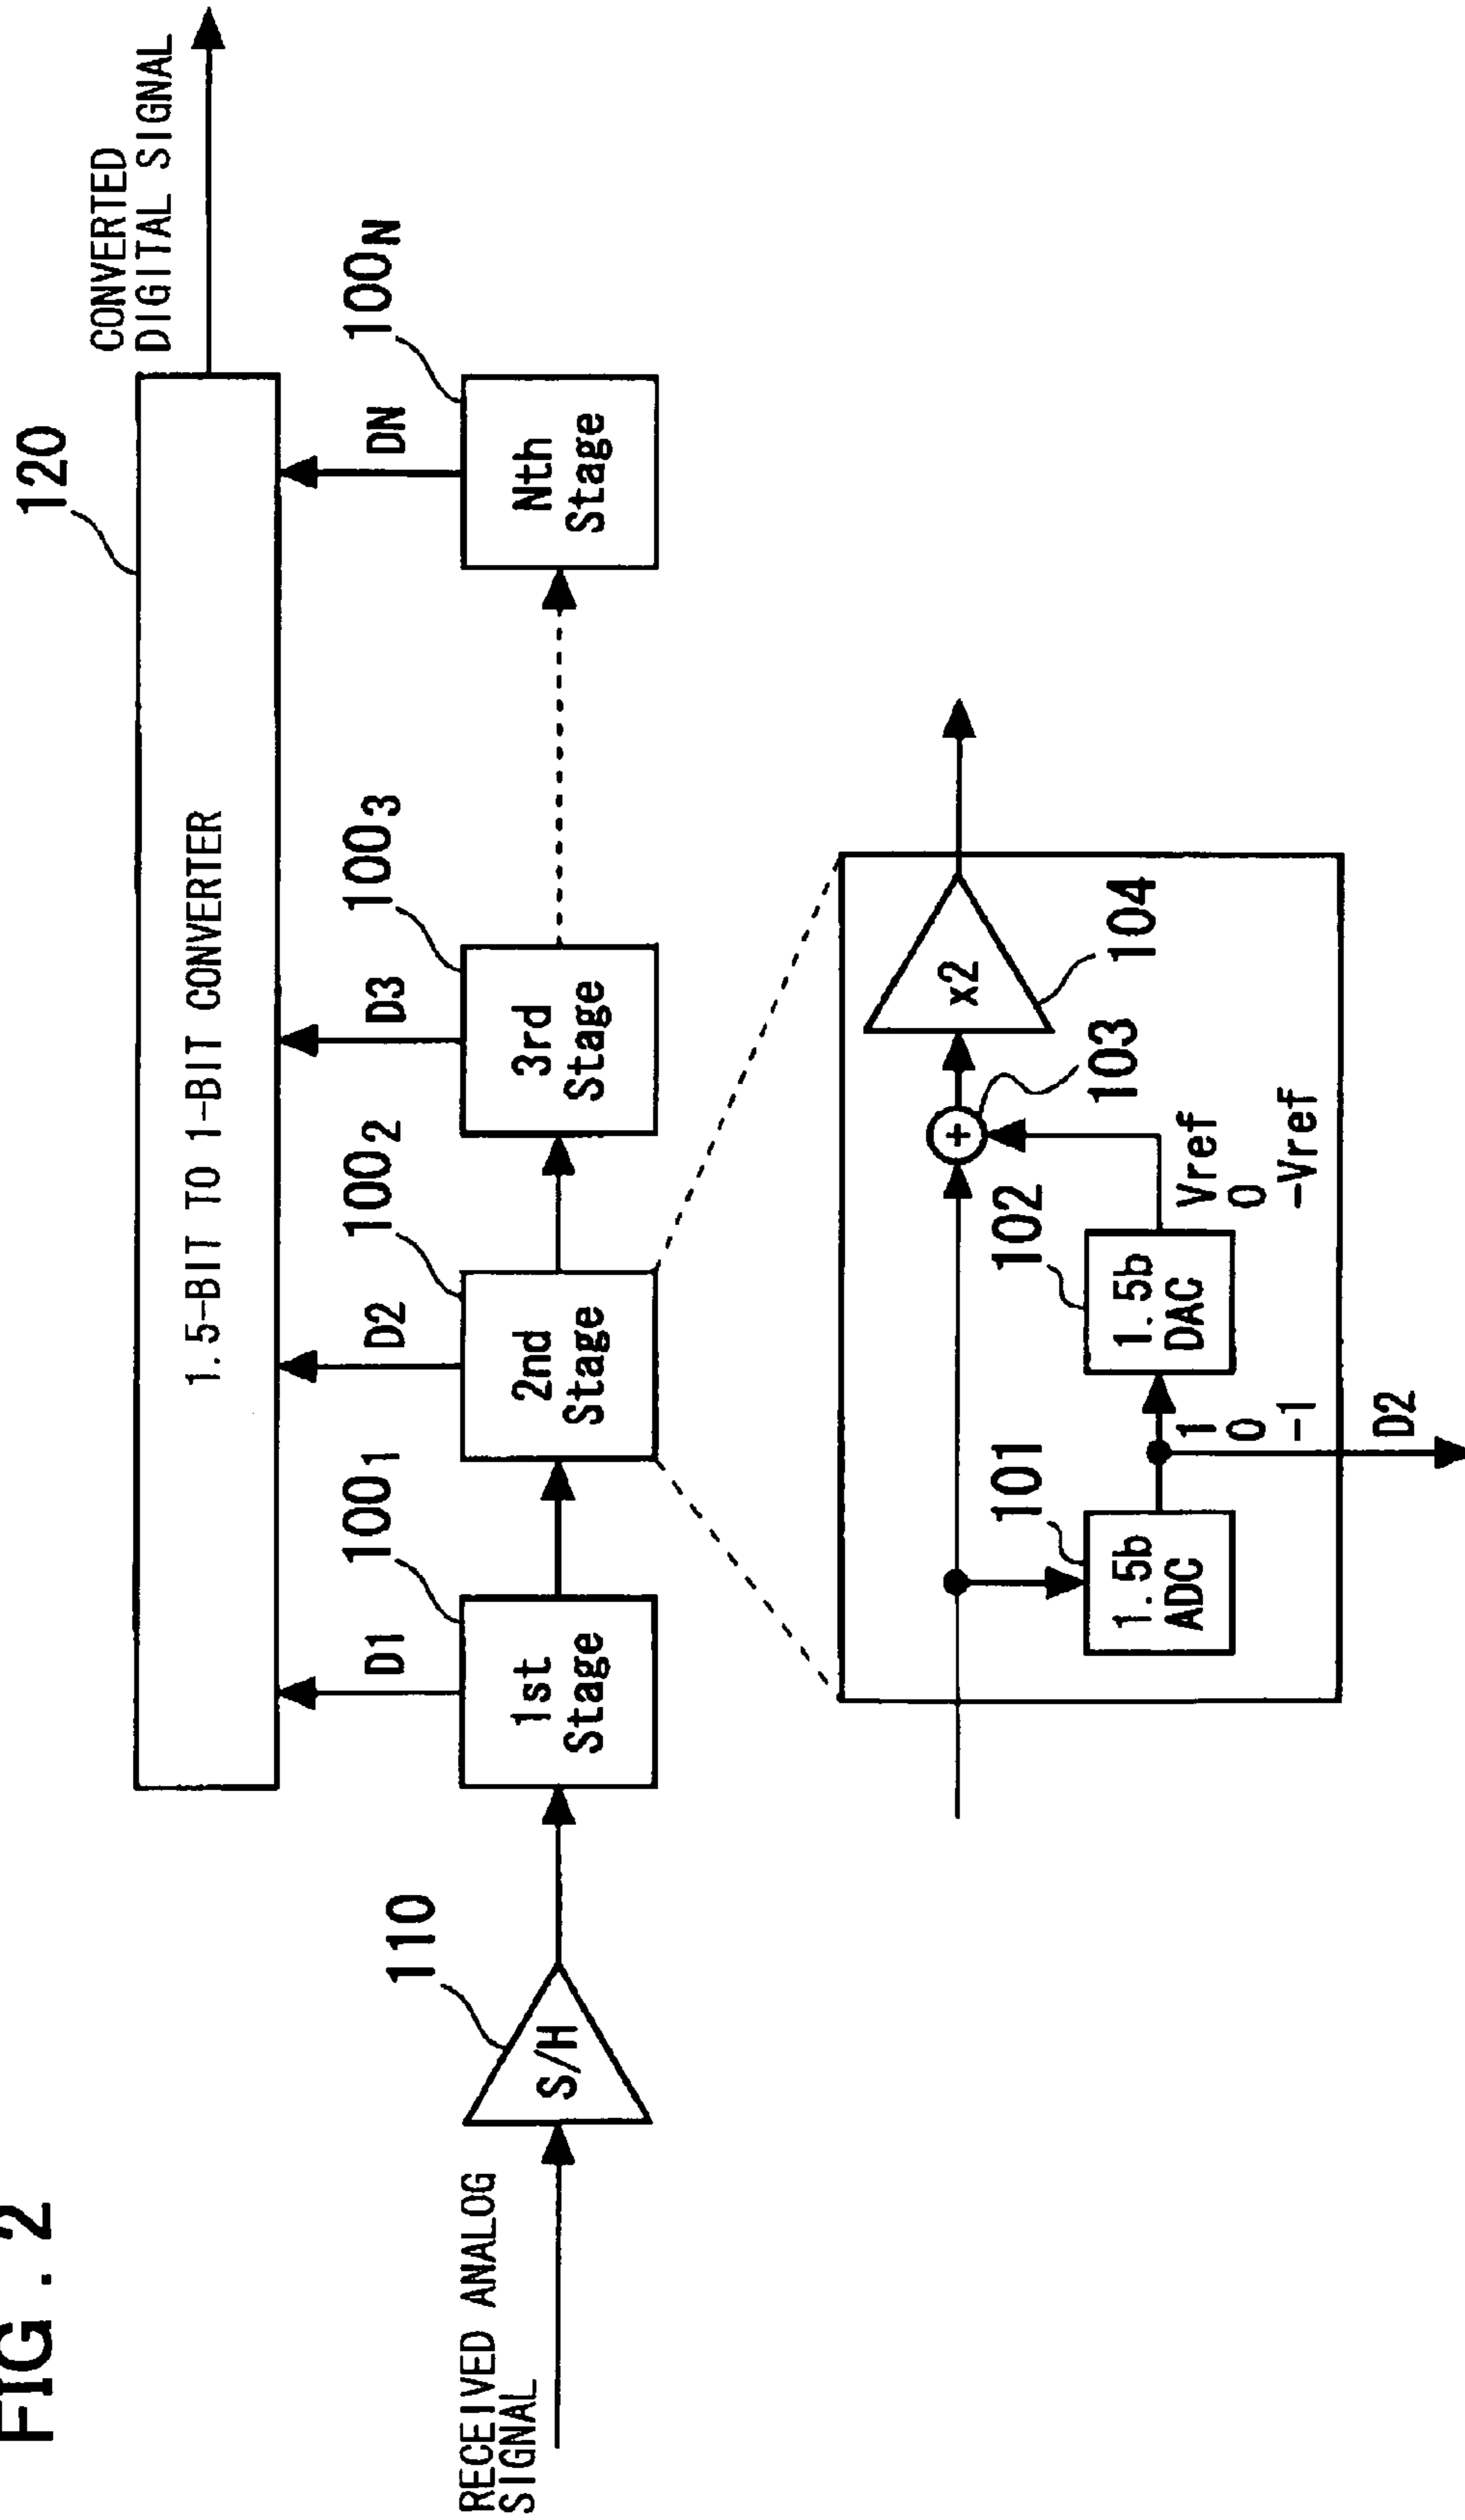 FIG. 2
120
CONVERTED
DIGITAL SIGNAL
1.5-BIT TO 1-BIT CONVERTER
D1
D2
D3
DN
110
100₁
100₂
100₃
100N
RECEIVED ANALOG
SIGNAL
S/H
1st
Stage
2nd
Stage
3rd
Stage
Nth
Stage
x2
104
103
101
102
1.5b
ADC
1.5b
DAC
1
0
-1
Vref
0
-Vref
D2